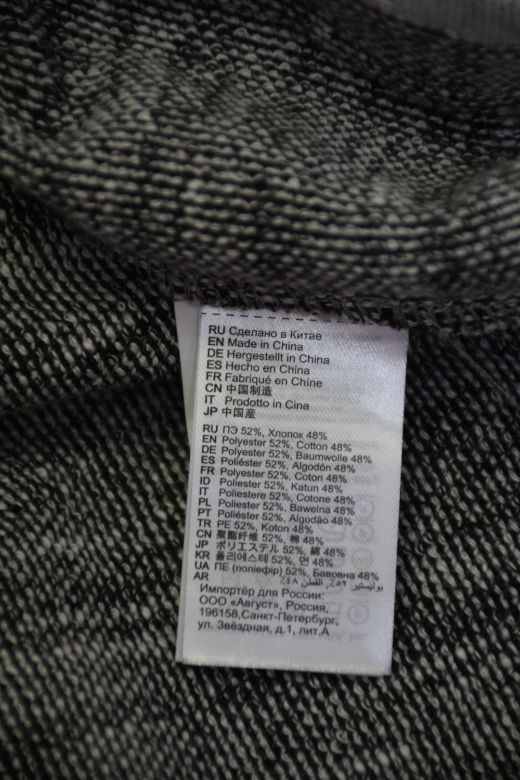 RU Сделано в Китае
EN Made in China
DE Hergestellt in China
ES Hecho en China
FR Fabriqué en Chine
CN 中国制造
IT Prodotto in Cina
JP 中国産
RU ПЭ 52%, Хлопок 48%
EN Polyester 52%, Cotton 48%
DE Polyester 52%, Baumwolle 48%
ES Poliéster 52%, Algodón 48%
FR Polyester 52%, Coton 48%
ID Polyester 52%, Katun 48%
IT Poliestere 52%, Cotone 48%
PL Poliester 52%, Bawełna 48%
PT Poliéster 52%, Algodão 48%
TR PE 52%, Koton 48%
CN 聚酯纤维 52%, 棉 48%
JP ポリエステル 52%, 綿 48%
KR 폴리에스테 52%, 면 48%
UA ПЕ (поліефір) 52%, Бавовна 48%
AR بوليستير ٥٢٪, القطن ٤٨٪
Импортёр для России:
ООО «Август», Россия,
196158,Санкт-Петербург,
ул. Звёздная, д.1, лит.А